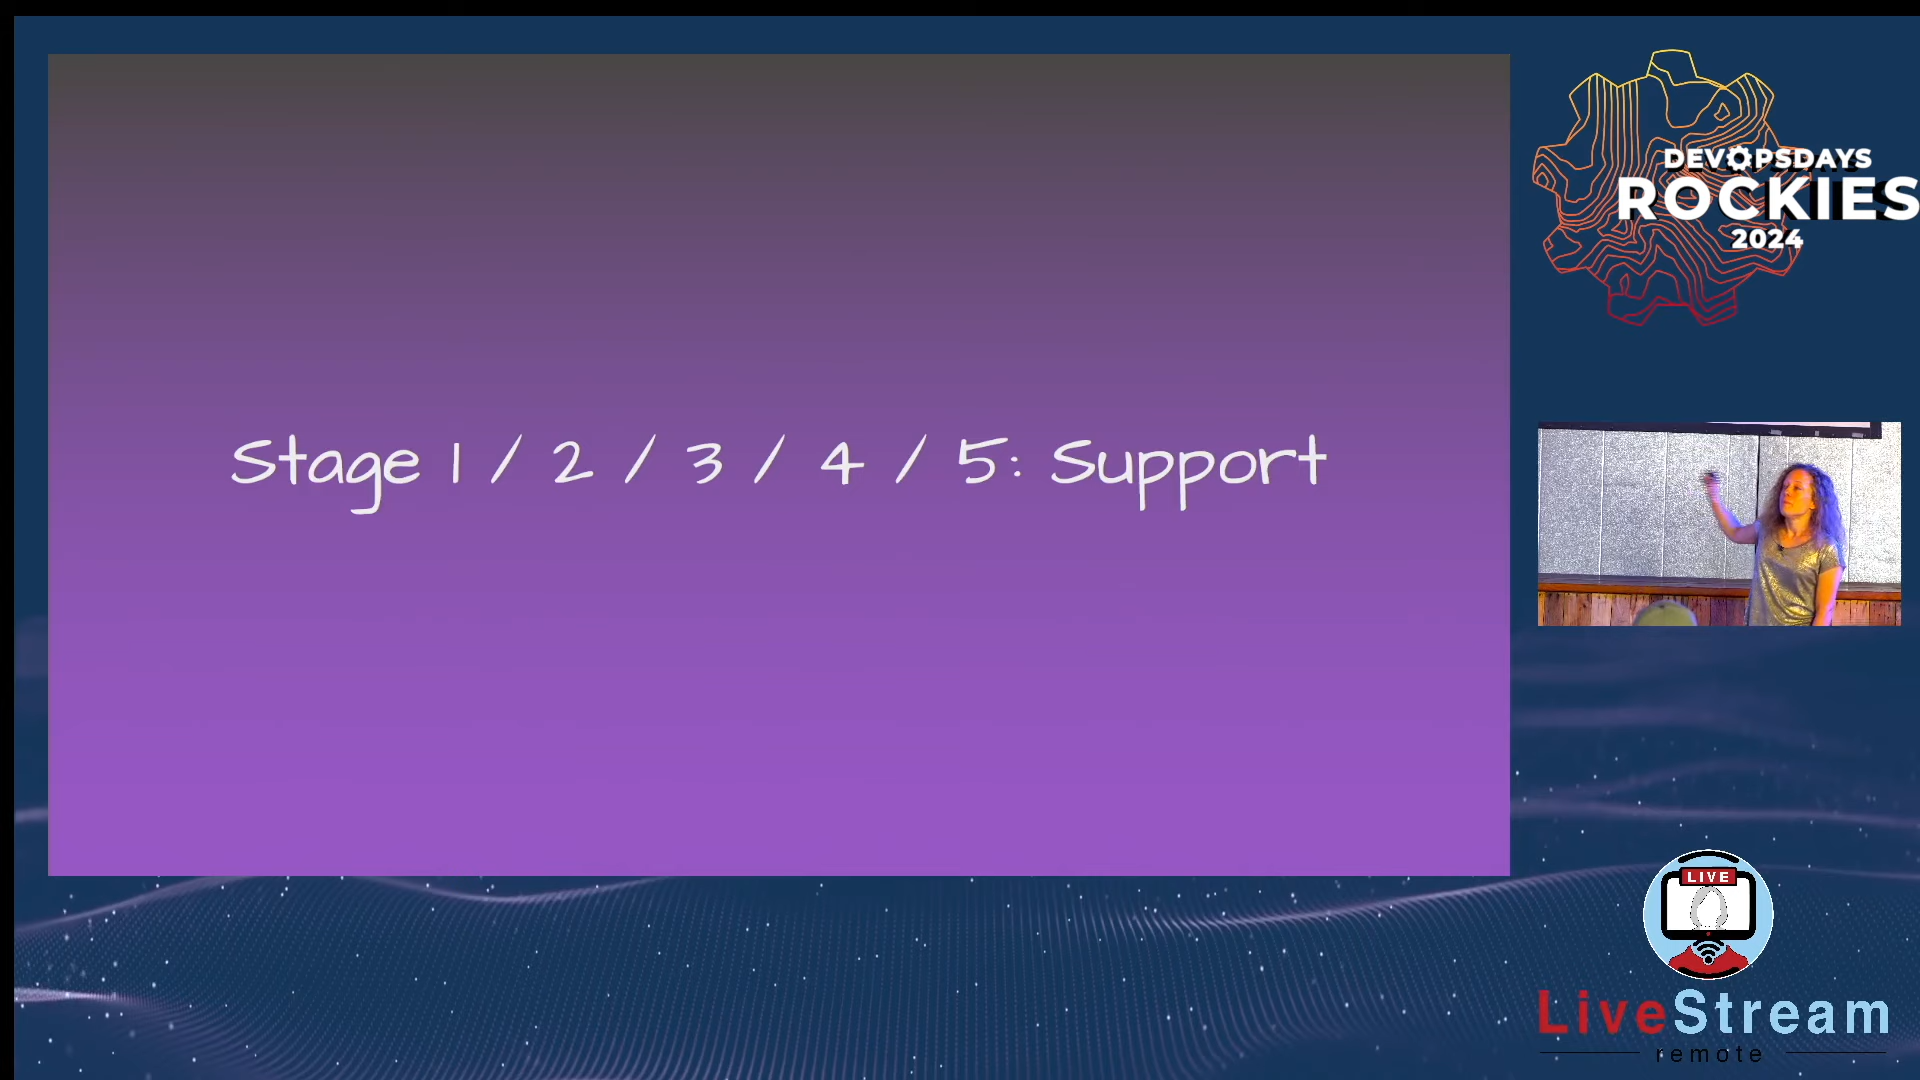 Stage 1 / 2 / 3 / 4 / 5: Support
DEVOPSDAYS
ROCKIES
2024
LIVE
LiveStream
remote